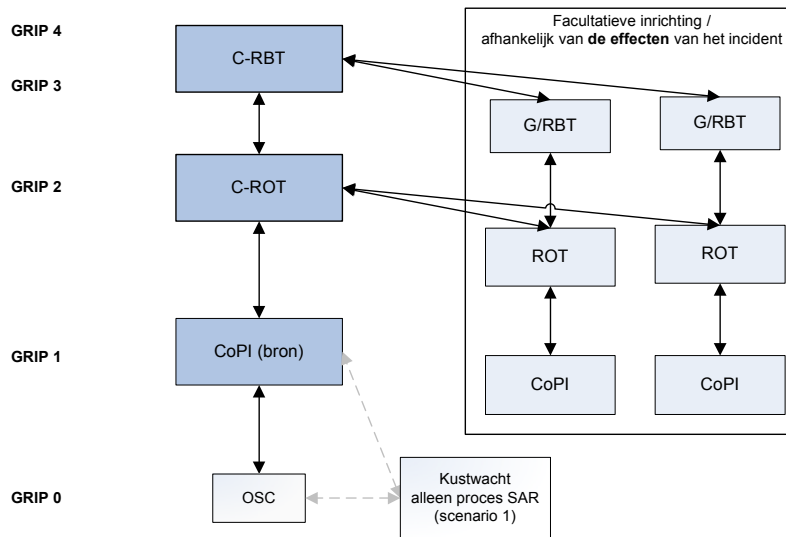 GRIP 4
GRIP 3
GRIP 2
GRIP 1
GRIP 0
C-RBT
C-ROT
CoPI (bron)
OSC
Kustwacht
alleen proces SAR
(scenario 1)
Facultatieve inrichting /
afhankelijk van de effecten van het incident
G/RBT
G/RBT
ROT
ROT
CoPI
CoPI